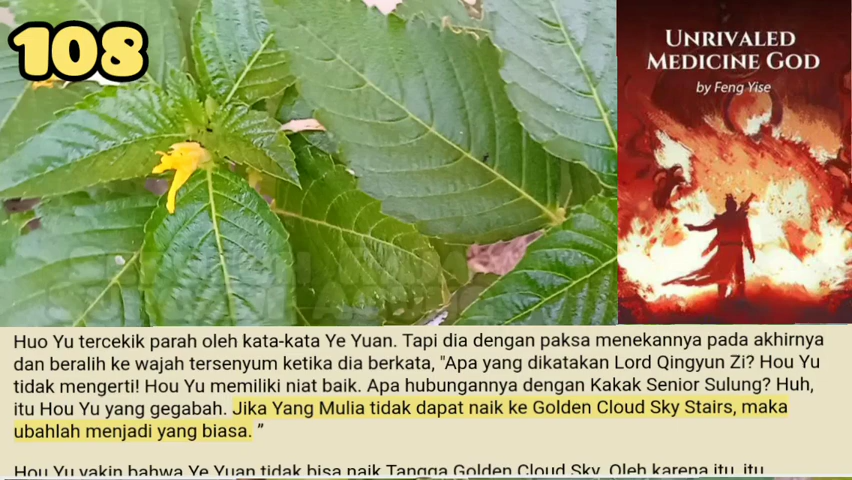 108
UNRIVALED
MEDICINE GOD
by Feng Yise
Huo Yu tercekik parah oleh kata-kata Ye Yuan. Tapi dia dengan paksa menekannya pada akhirnya
dan beralih ke wajah tersenyum ketika dia berkata, "Apa yang dikatakan Lord Qingyun Zi? Hou Yu
tidak mengerti! Hou Yu memiliki niat baik. Apa hubungannya dengan Kakak Senior Sulung? Huh,
itu Hou Yu yang gegabah. Jika Yang Mulia tidak dapat naik ke Golden Cloud Sky Stairs, maka
ubahlah menjadi yang biasa. ”
Hou Yu yakin bahwa Ye Yuan tidak bisa naik Tangga Golden Cloud Sky. Oleh karena itu, itu